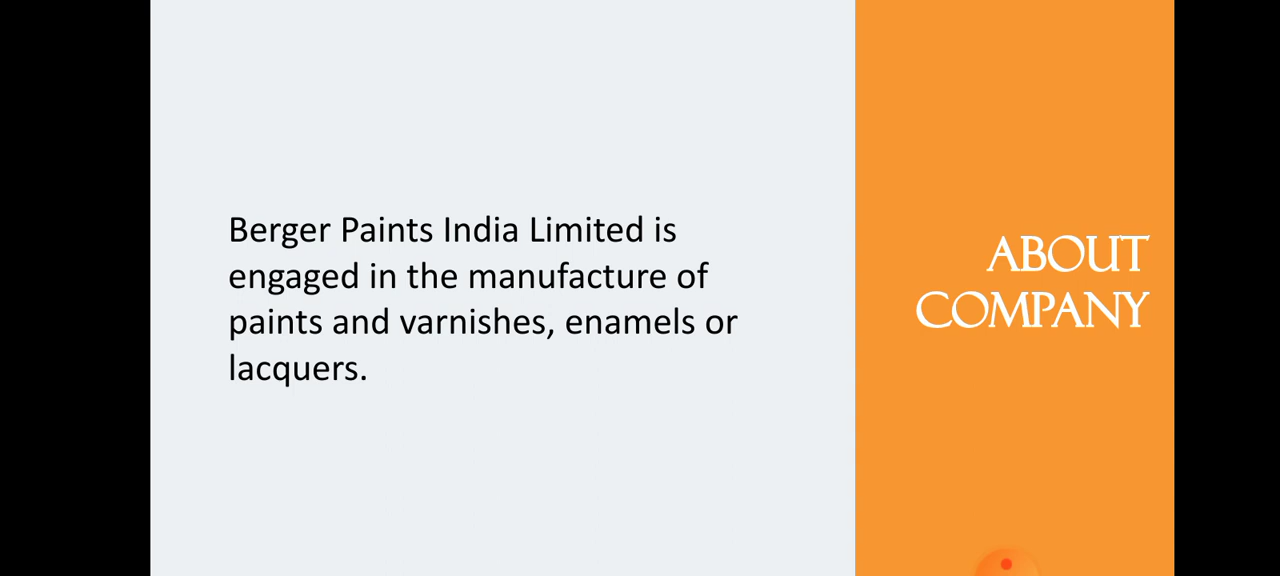 Berger Paints India Limited is
engaged in the manufacture of
paints and varnishes, enamels or
lacquers.
ABOUT
COMPANY